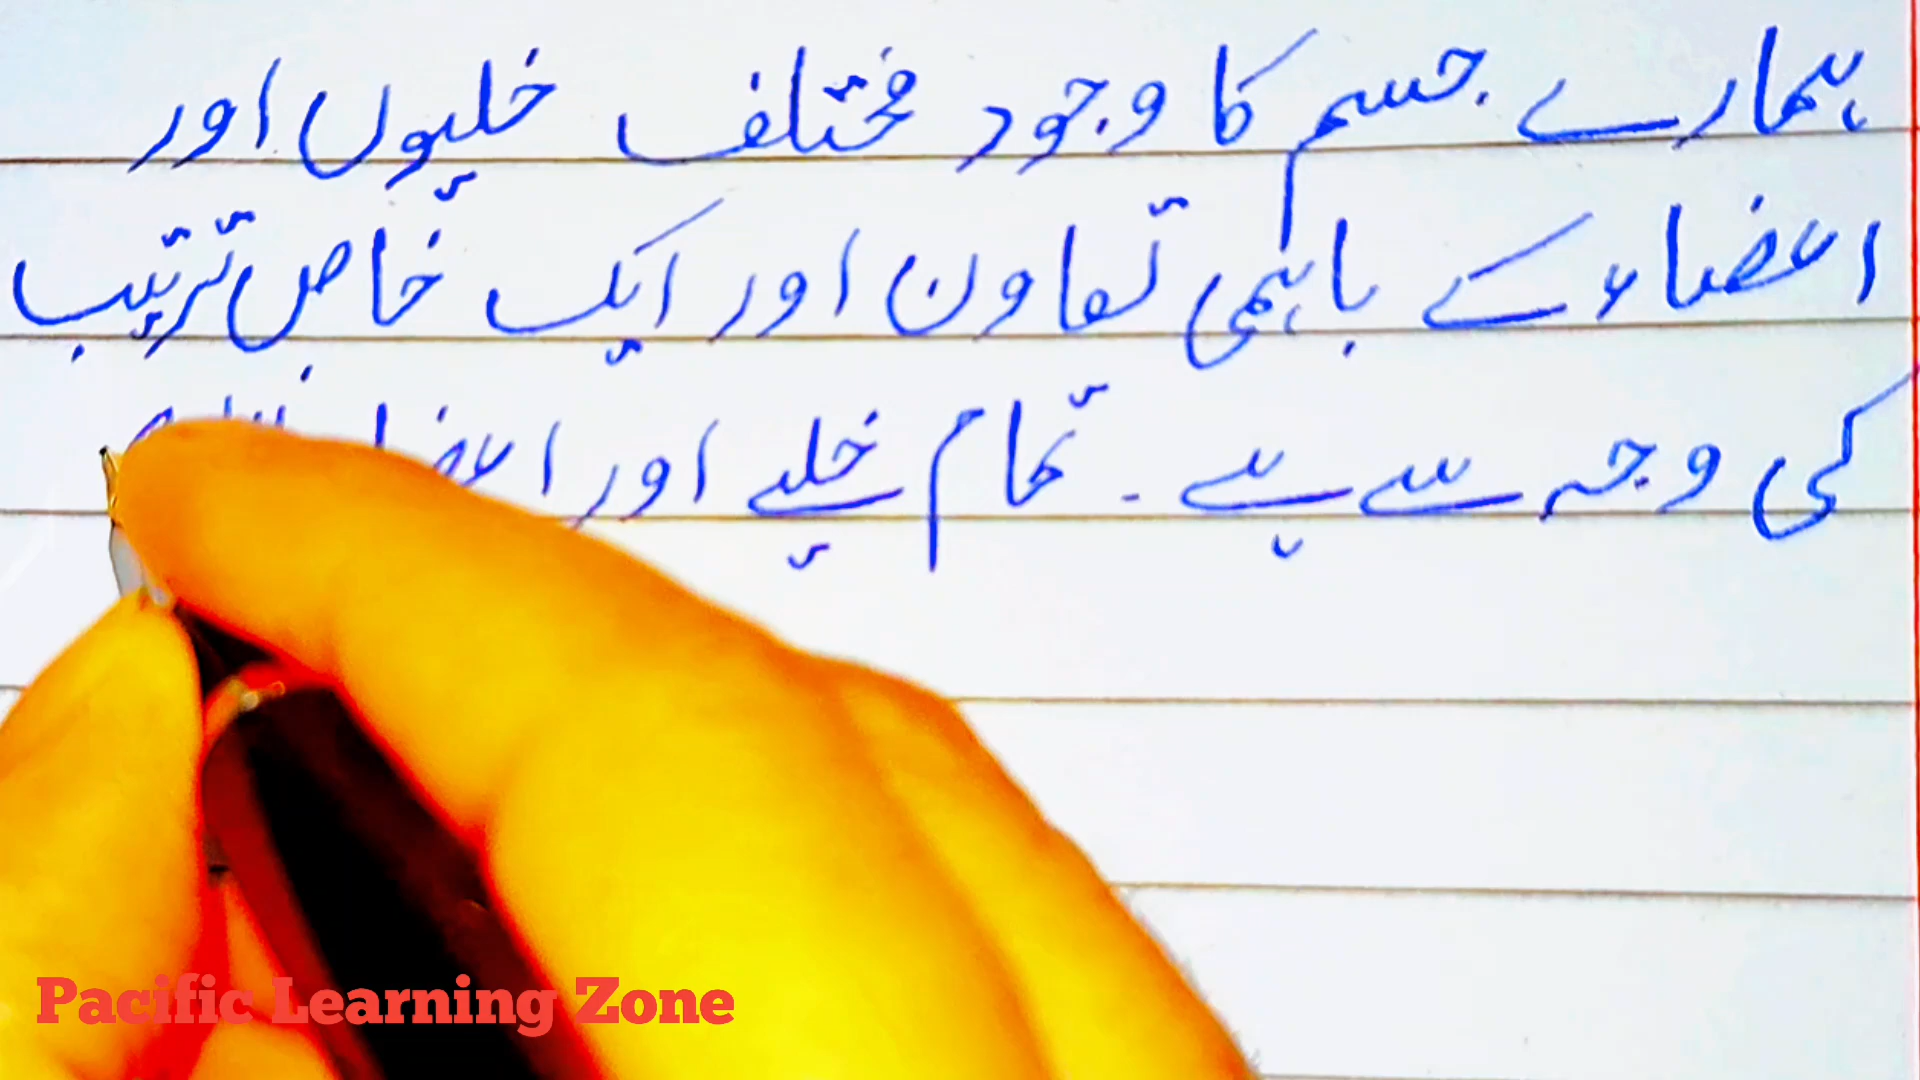 ہمارے جسم کا وجود مختلف خلیوں اور
اعضاء کے باہمی تعاون اور ایک خاص ترتیب
کی وجہ سے ہے ۔ تمام خلیے اور
Pacific Learning Zone